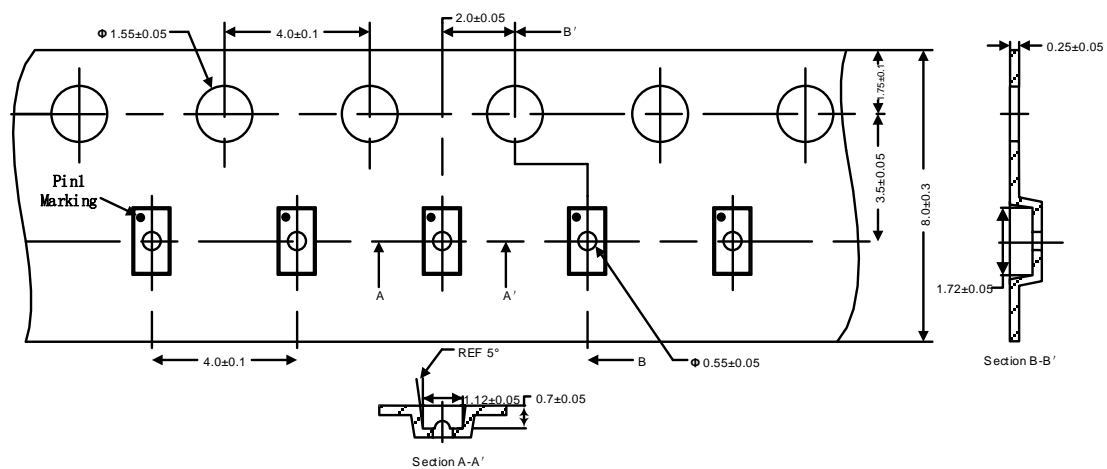 2.0±0.05
Φ 1.55±0.05
4.0±0.1
B'
0.25±0.05
1.75±0.1
Pin1
Marking
3.5±0.05
8.0±0.3
A
A'
1.72±0.05
4.0±0.1
REF 5°
B
Φ 0.55±0.05
Section B-B'
1.12±0.05
0.7±0.05
Section A-A'